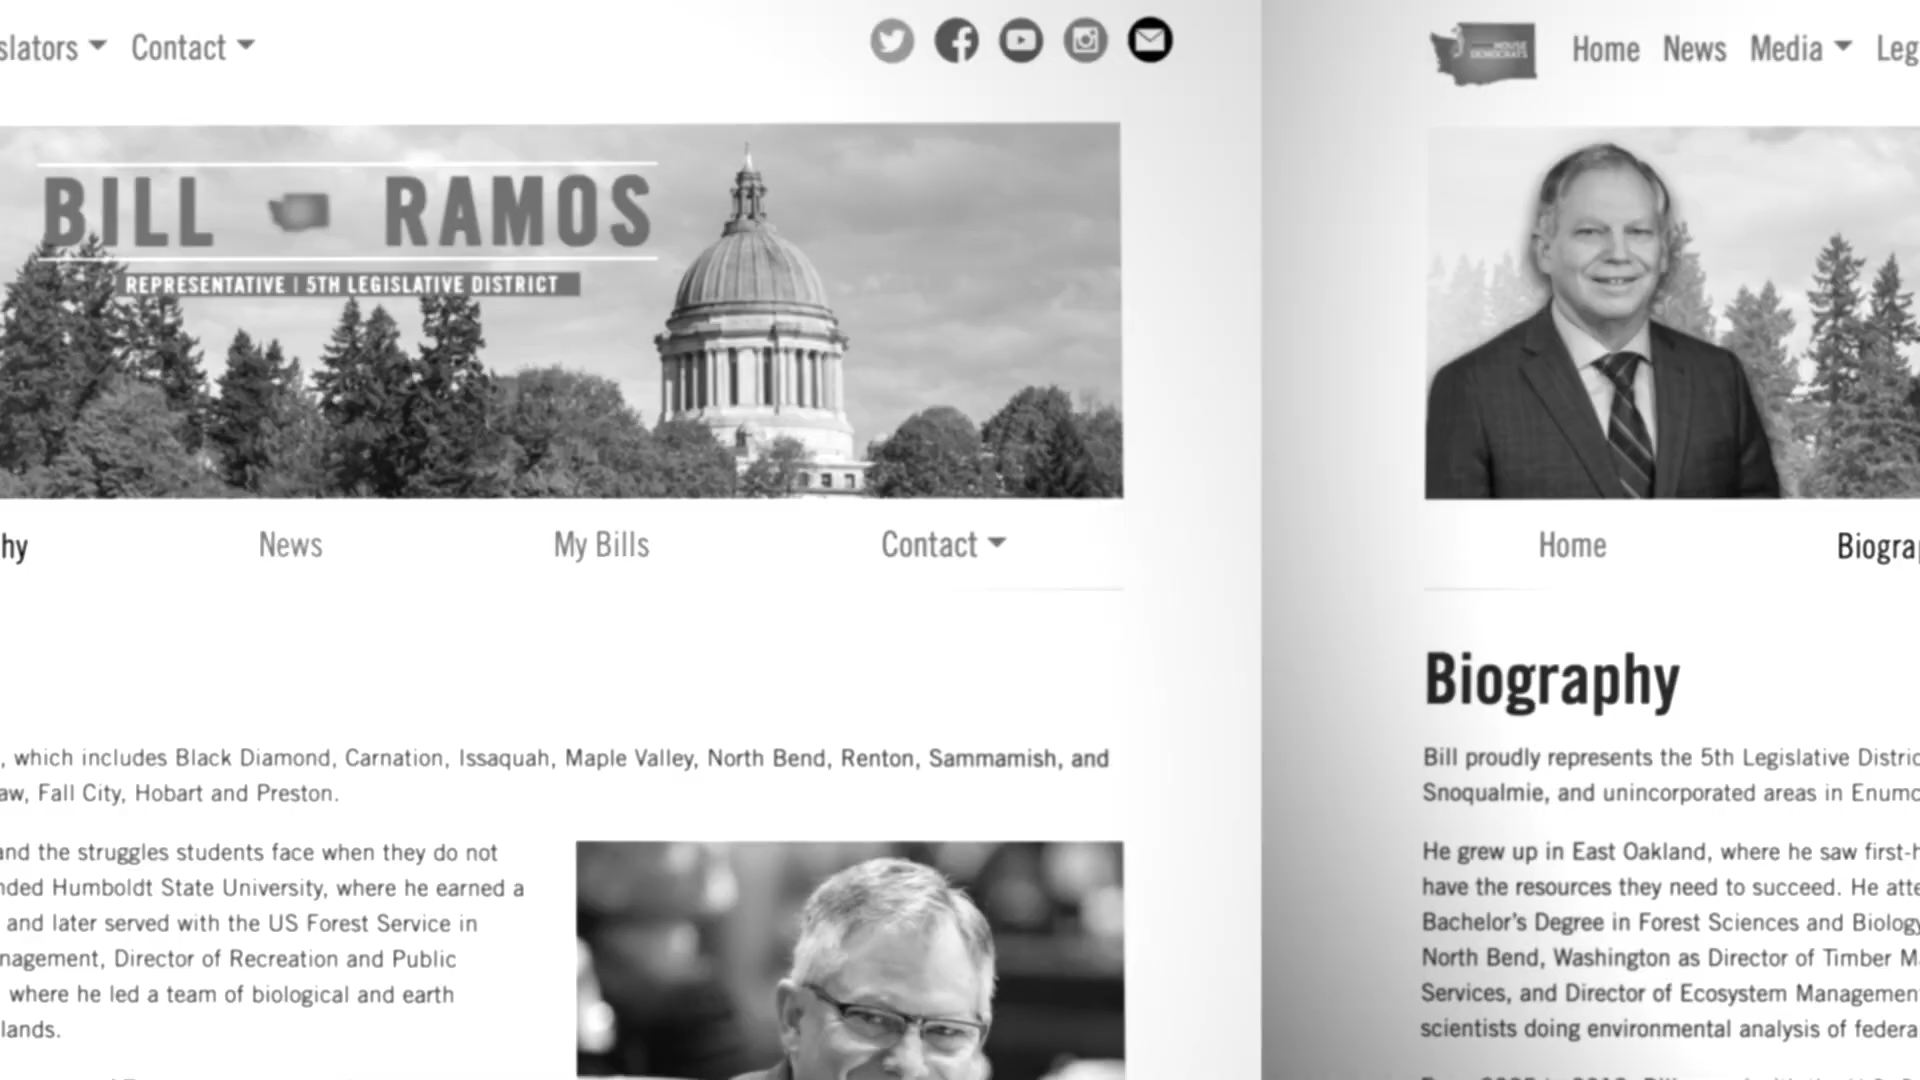 slators Contact
BILL RAMOS
REPRESENTATIVE | 5TH LEGISLATIVE DISTRICT
hy News My Bills Contact
, which includes Black Diamond, Carnation, Issaquah, Maple Valley, North Bend, Renton, Sammamish, and
aw, Fall City, Hobart and Preston.
and the struggles students face when they do not
nded Humboldt State University, where he earned a
and later served with the US Forest Service in
nagement, Director of Recreation and Public
where he led a team of biological and earth
lands.
HOUSE
DEMOCRATS
Home News Media Leg
Home Biograp
Biography
Bill proudly represents the 5th Legislative Distric
Snoqualmie, and unincorporated areas in Enumc
He grew up in East Oakland, where he saw first-h
have the resources they need to succeed. He atte
Bachelor's Degree in Forest Sciences and Biology
North Bend, Washington as Director of Timber M
Services, and Director of Ecosystem Management
scientists doing environmental analysis of federa